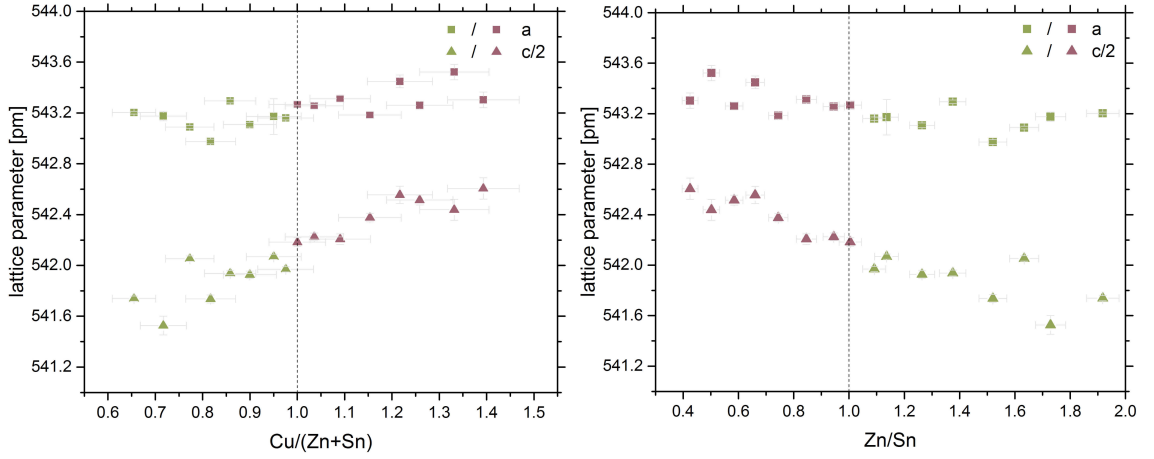 544.0
543.6
543.2
542.8
542.4
542.0
541.6
541.2
lattice parameter [pm]
/ a
/ c/2
0.6 0.7 0.8 0.9 1.0 1.1 1.2 1.3 1.4 1.5
Cu/(Zn+Sn)
544.0
543.6
543.2
542.8
542.4
542.0
541.6
541.2
lattice parameter [pm]
/ a
/ c/2
0.4 0.6 0.8 1.0 1.2 1.4 1.6 1.8 2.0
Zn/Sn